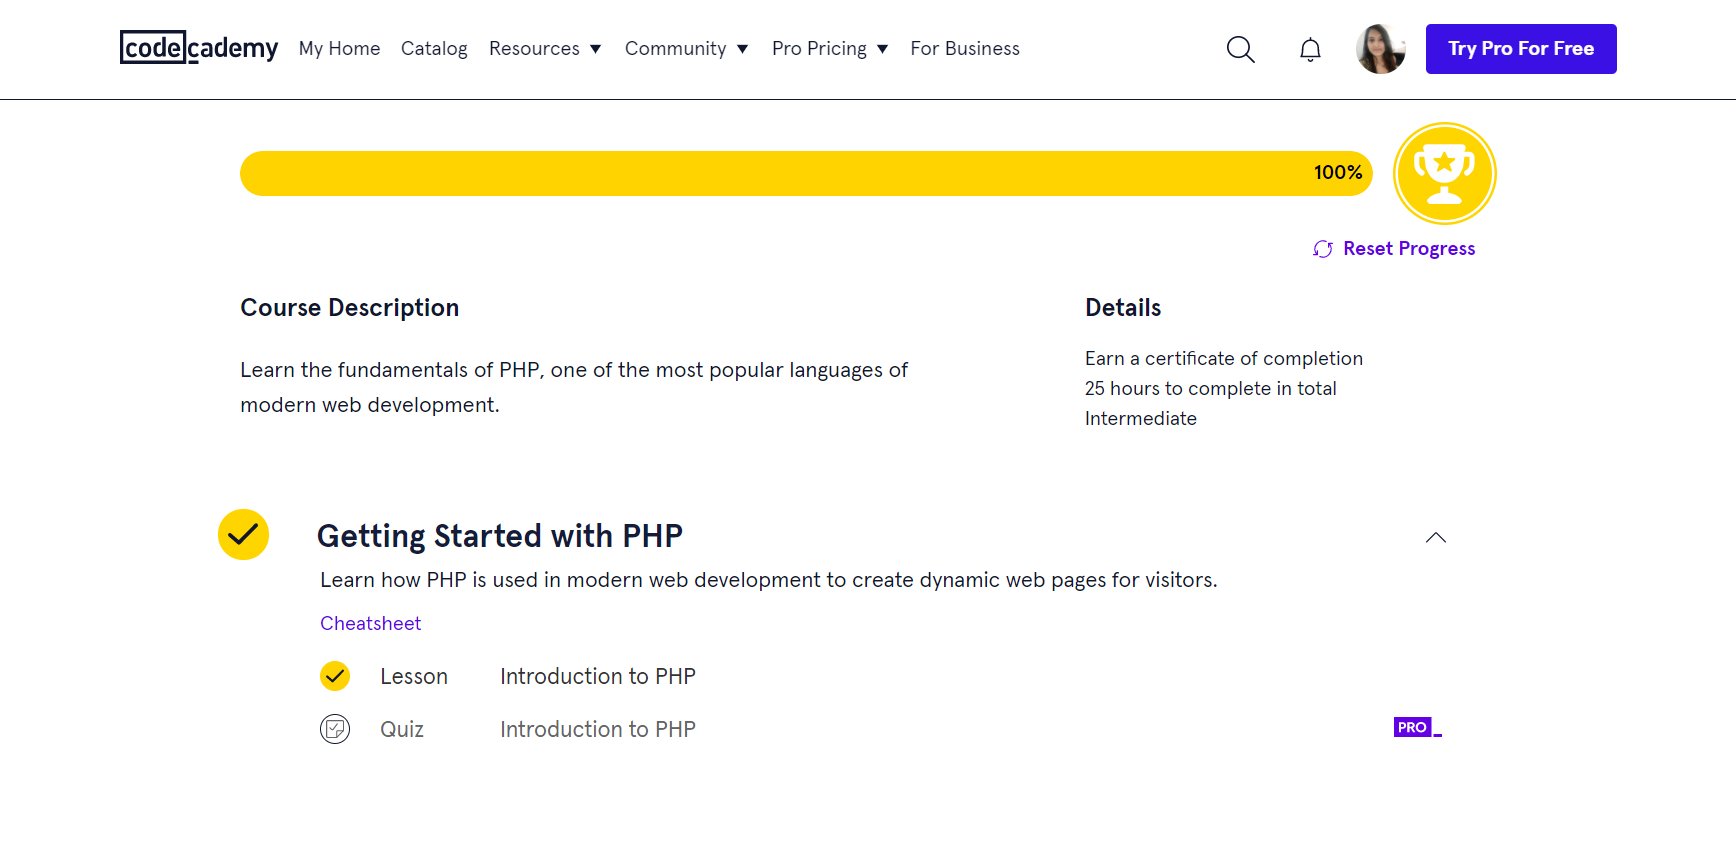 codecademy My Home Catalog Resources Community Pro Pricing For Business Try Pro For Free
100%
Reset Progress
Course Description
Learn the fundamentals of PHP, one of the most popular languages of
modern web development.
Details
Earn a certificate of completion
25 hours to complete in total
Intermediate
Getting Started with PHP
Learn how PHP is used in modern web development to create dynamic web pages for visitors.
Cheatsheet
Lesson Introduction to PHP
Quiz Introduction to PHP PRO